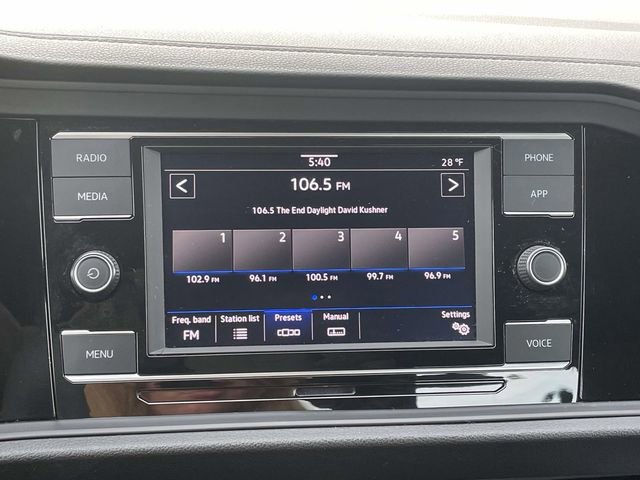 RADIO
MEDIA
MENU
PHONE
APP
VOICE
5:40
28 °F
106.5 FM
106.5 The End Daylight David Kushner
1 2 3 4 5
102.9 FM 96.1 FM 100.5 FM 99.7 FM 96.9 FM
Freq. band Station list Presets Manual Settings
FM